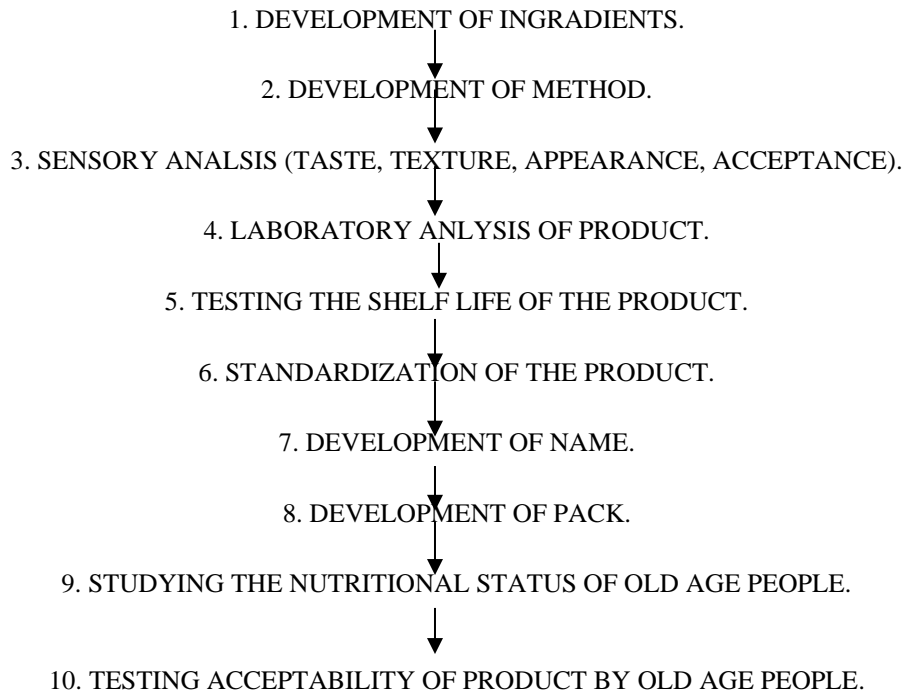 1. DEVELOPMENT OF INGRADIENTS.
2. DEVELOPMENT OF METHOD.
3. SENSORY ANALSIS (TASTE, TEXTURE, APPEARANCE, ACCEPTANCE).
4. LABORATORY ANLYSIS OF PRODUCT.
5. TESTING THE SHELF LIFE OF THE PRODUCT.
6. STANDARDIZATION OF THE PRODUCT.
7. DEVELOPMENT OF NAME.
8. DEVELOPMENT OF PACK.
9. STUDYING THE NUTRITIONAL STATUS OF OLD AGE PEOPLE.
10. TESTING ACCEPTABILITY OF PRODUCT BY OLD AGE PEOPLE.